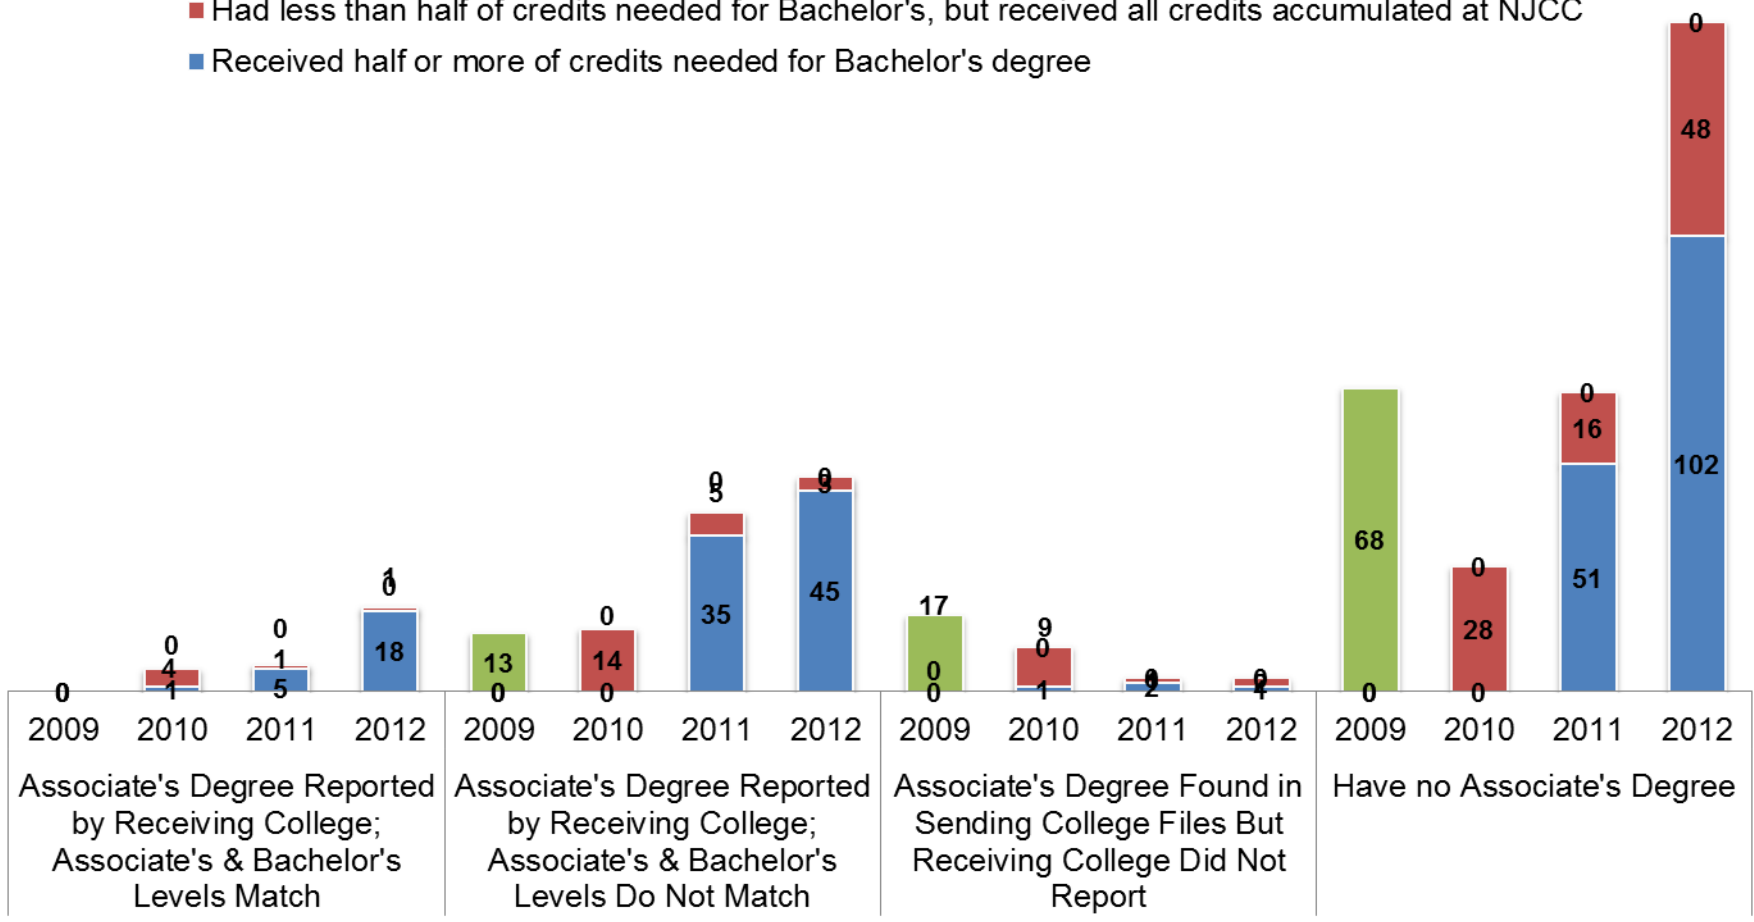 Had less than half of credits needed for Bachelor's, but received all credits accumulated at NJCC
Received half or more of credits needed for Bachelor's degree
0
48
102
0
16
51
68
0
0
28
0
0
5
35
45
0
14
0
13
0
17
0
0
9
0
1
18
0
1
5
0
4
1
0
2009 2010 2011 2012 2009 2010 2011 2012 2009 2010 2011 2012 2009 2010 2011 2012
Associate's Degree Reported
by Receiving College;
Associate's & Bachelor's
Levels Match
Associate's Degree Reported
by Receiving College;
Associate's & Bachelor's
Levels Do Not Match
Associate's Degree Found in
Sending College Files But
Receiving College Did Not
Report
Have no Associate's Degree